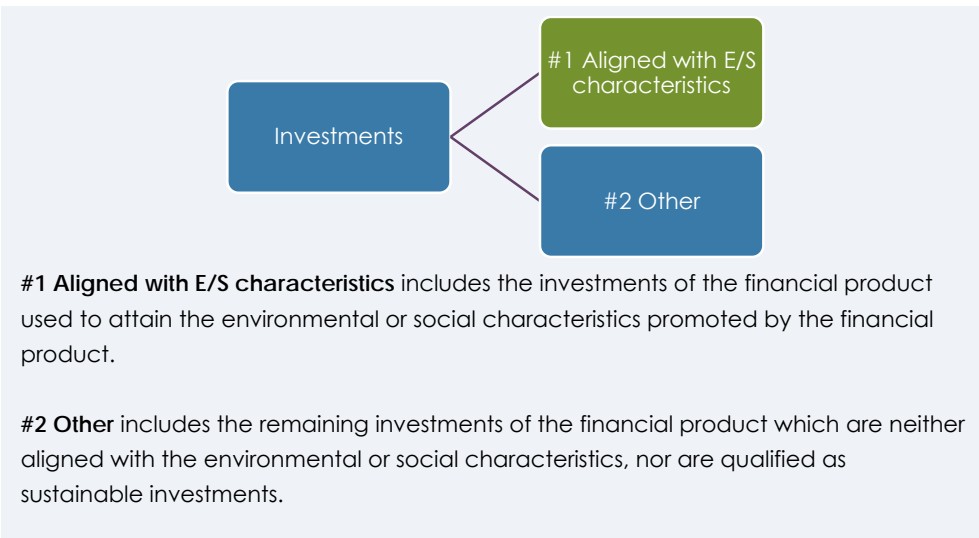 #1 Aligned with E/S
characteristics
Investments
#2 Other
#1 Aligned with E/S characteristics includes the investments of the financial product
used to attain the environmental or social characteristics promoted by the financial
product.
#2 Other includes the remaining investments of the financial product which are neither
aligned with the environmental or social characteristics, nor are qualified as
sustainable investments.